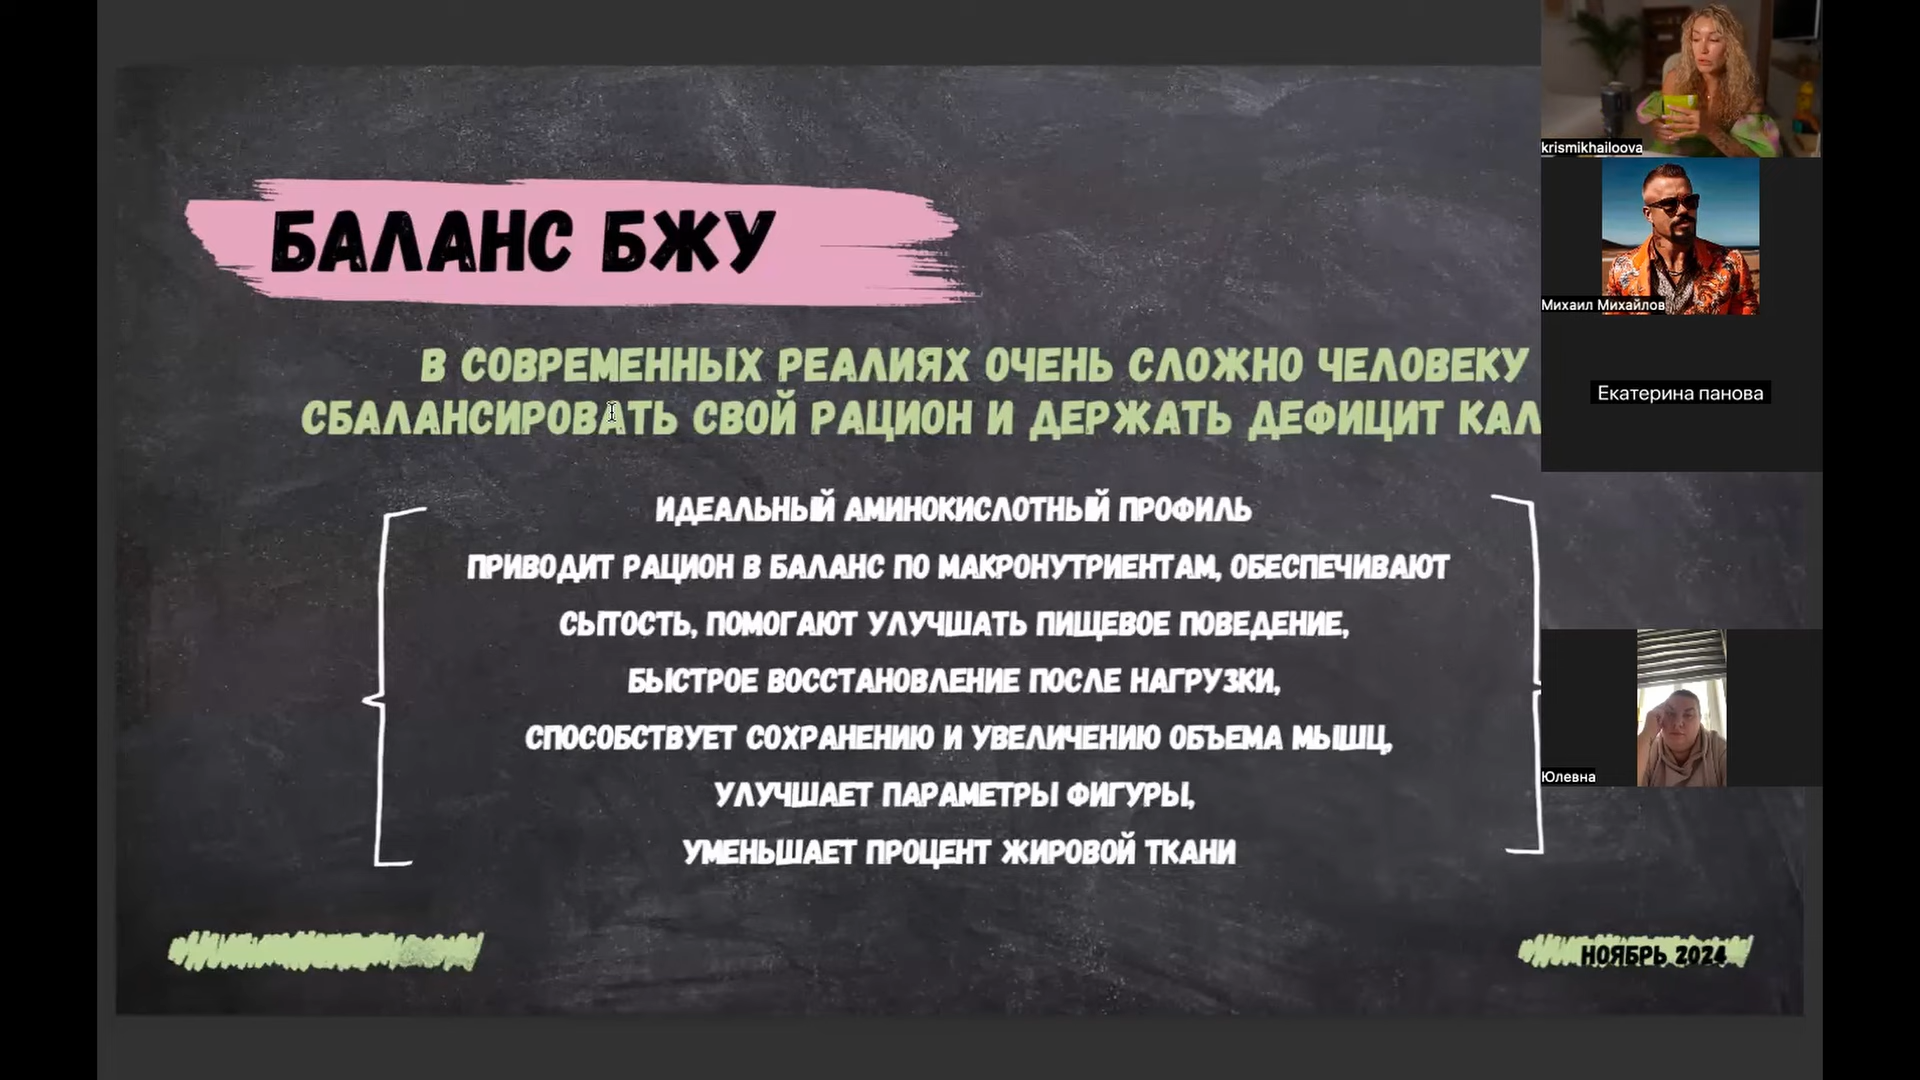 БАЛАНС БЖУ
В СОВРЕМЕННЫХ РЕАЛИЯХ ОЧЕНЬ СЛОЖНО ЧЕЛОВЕКУ
СБАЛАНСИРОВАТЬ СВОЙ РАЦИОН И ДЕРЖАТЬ ДЕФИЦИТ
ИДЕАЛЬНЫЙ АМИНОКИСЛОТНЫЙ ПРОФИЛЬ
ПРИВОДИТ РАЦИОН В БАЛАНС ПО МАКРОНУТРИЕНТАМ, ОБЕСПЕЧИВАЮТ
СЫТОСТЬ, ПОМОГАЮТ УЛУЧШАТЬ ПИЩЕВОЕ ПОВЕДЕНИЕ,
БЫСТРОЕ ВОССТАНОВЛЕНИЕ ПОСЛЕ НАГРУЗКИ,
СПОСОБСТВУЕТ СОХРАНЕНИЮ И УВЕЛИЧЕНИЮ ОБЪЕМА МЫШЦ,
УЛУЧШАЕТ ПАРАМЕТРЫ ФИГУРЫ,
УМЕНЬШАЕТ ПРОЦЕНТ ЖИРОВОЙ ТКАНИ
НОЯБРЬ 2024
krismikhailoova
Михаил Михайлов
Екатерина панова
Юлевна